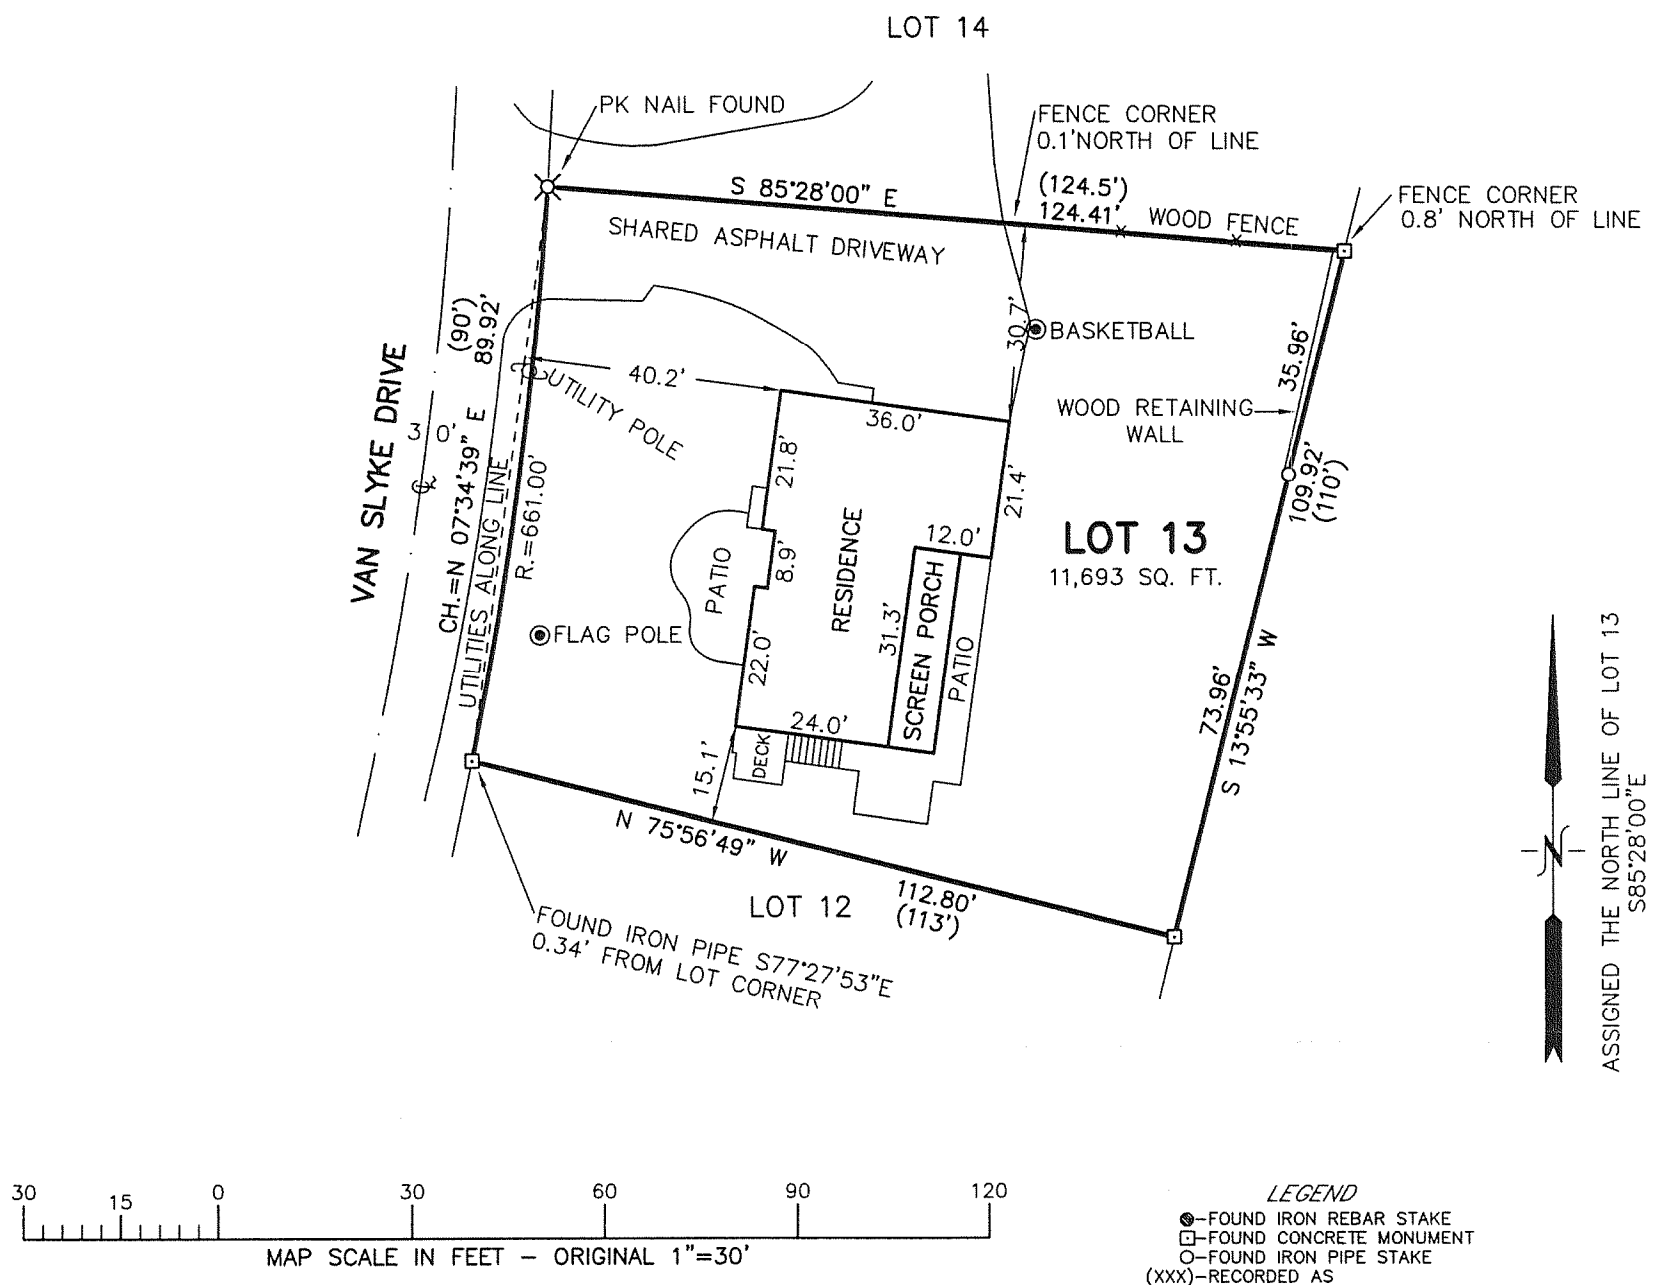 LOT 14
PK NAIL FOUND
FENCE CORNER
0.1'NORTH OF LINE
S 85°28'00" E
(124.5')
124.41'
WOOD FENCE
FENCE CORNER
0.8' NORTH OF LINE
SHARED ASPHALT DRIVEWAY
(90')
89.92'
30.7'
BASKETBALL
35.96'
40.2'
UTILITY POLE
36.0'
WOOD RETAINING
WALL
VAN SLYKE DRIVE
30'
CH.=N 07°34'39" E
UTILITIES ALONG LINE
R.=661.00'
21.8'
21.4'
109.92'
(110')
LOT 13
11,693 SQ. FT.
12.0'
PATIO
8.9'
RESIDENCE
31.3'
SCREEN PORCH
PATIO
FLAG POLE
22.0'
24.0'
DECK
15.1'
73.96'
S 13°55'33" W
N 75°56'49" W
112.80'
(113')
LOT 12
FOUND IRON PIPE S77°27'53"E
0.34' FROM LOT CORNER
N
ASSIGNED THE NORTH LINE OF LOT 13
S85°28'00"E
30 15 0 30 60 90 120
MAP SCALE IN FEET – ORIGINAL 1"=30'
LEGEND
-FOUND IRON REBAR STAKE
-FOUND CONCRETE MONUMENT
-FOUND IRON PIPE STAKE
(XXX)-RECORDED AS